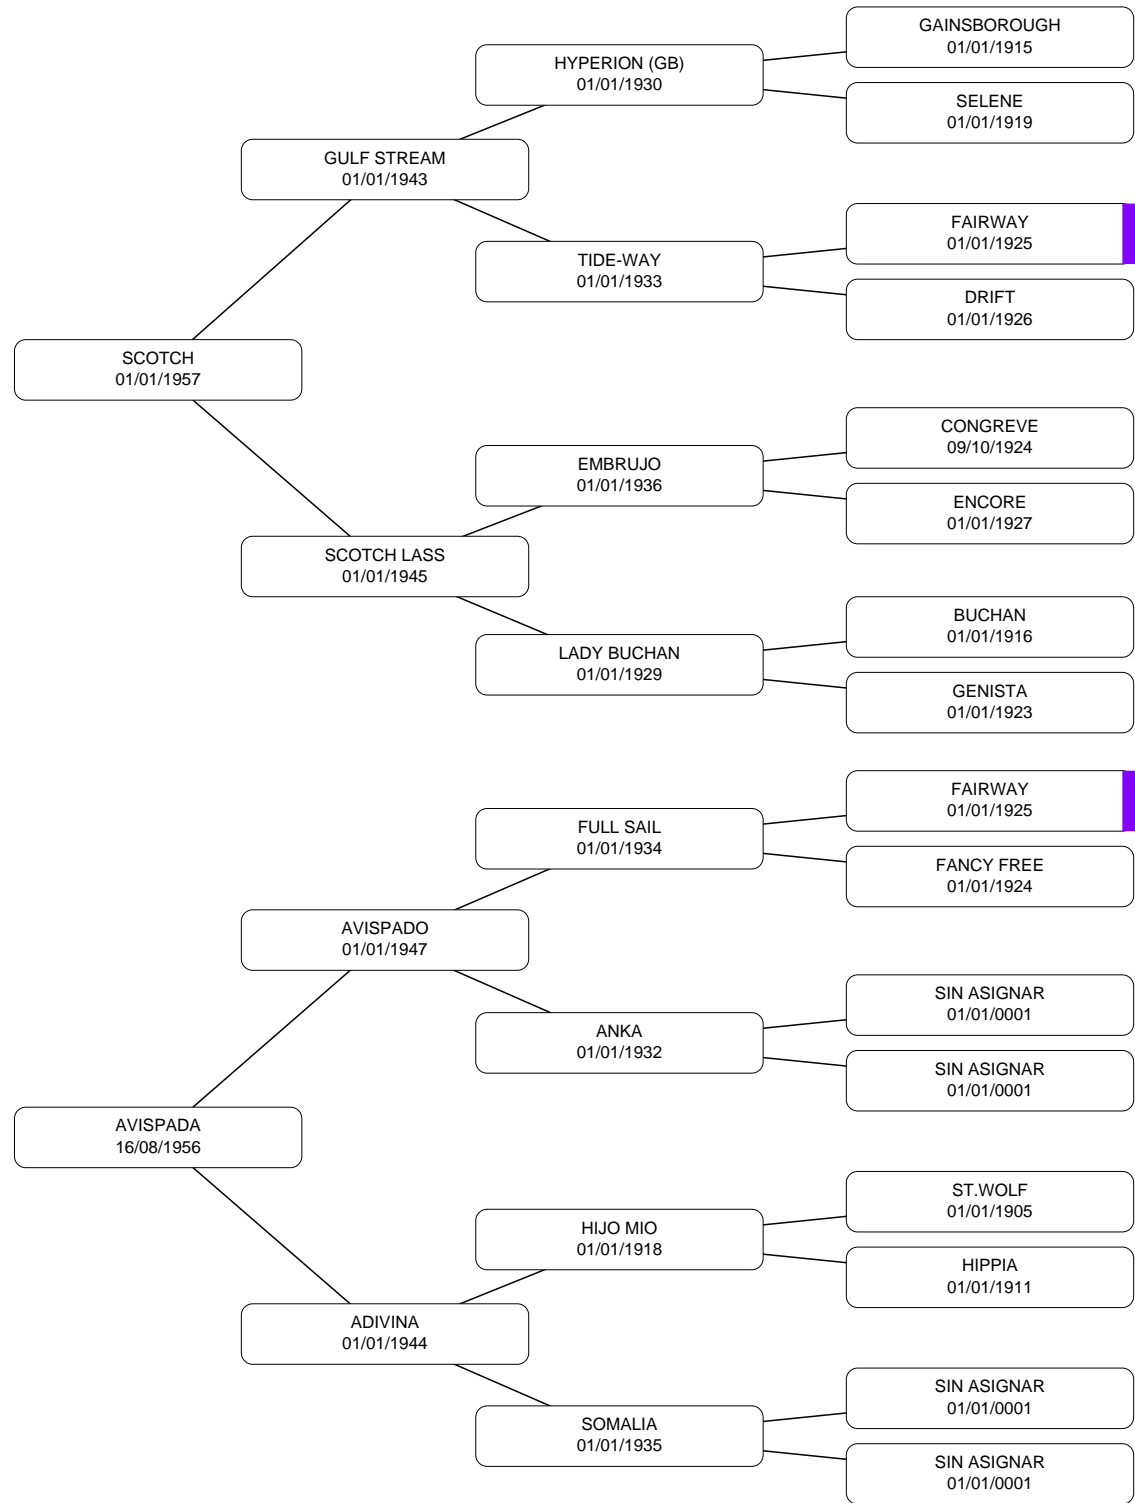 GAINSBOROUGH
01/01/1915
HYPERION (GB)
01/01/1930
SELENE
01/01/1919
GULF STREAM
01/01/1943
FAIRWAY
01/01/1925
TIDE-WAY
01/01/1933
DRIFT
01/01/1926
SCOTCH
01/01/1957
CONGREVE
09/10/1924
EMBRUJO
01/01/1936
ENCORE
01/01/1927
SCOTCH LASS
01/01/1945
BUCHAN
01/01/1916
LADY BUCHAN
01/01/1929
GENISTA
01/01/1923
FAIRWAY
01/01/1925
FULL SAIL
01/01/1934
FANCY FREE
01/01/1924
AVISPADO
01/01/1947
SIN ASIGNAR
01/01/0001
ANKA
01/01/1932
SIN ASIGNAR
01/01/0001
AVISPADA
16/08/1956
ST.WOLF
01/01/1905
HIJO MIO
01/01/1918
HIPPIA
01/01/1911
ADIVINA
01/01/1944
SIN ASIGNAR
01/01/0001
SOMALIA
01/01/1935
SIN ASIGNAR
01/01/0001